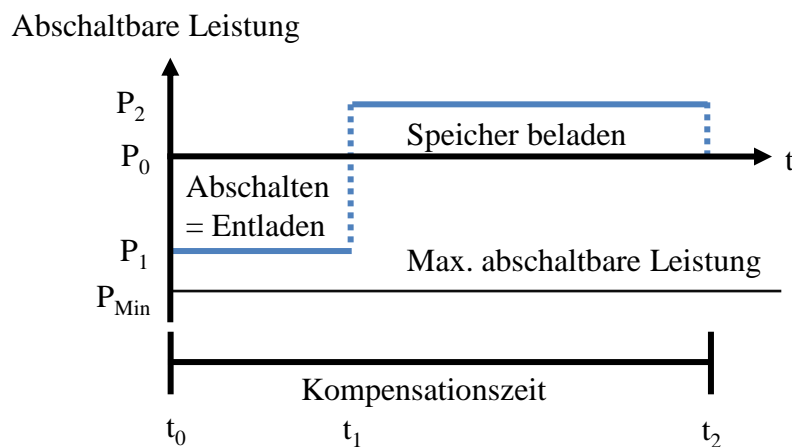 Abschaltbare Leistung
P2
Speicher beladen
P0
t
Abschalten
= Entladen
P1
Max. abschaltbare Leistung
PMin
Kompensationszeit
t0
t1
t2